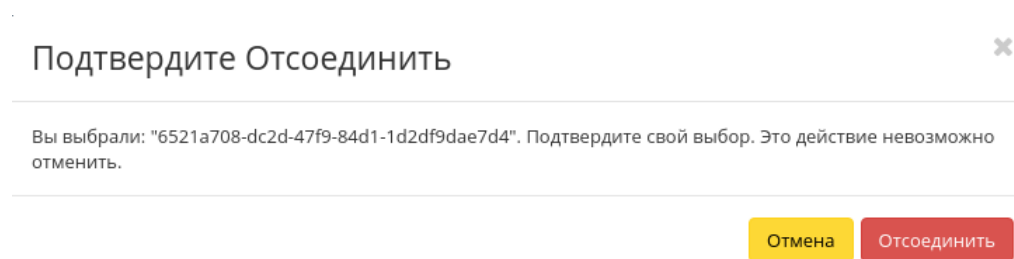 Подтвердите Отсоединить
Вы выбрали: "6521a708-dc2d-47f9-84d1-1d2df9dae7d4". Подтвердите свой выбор. Это действие невозможно
отменить.
Отмена
Отсоединить